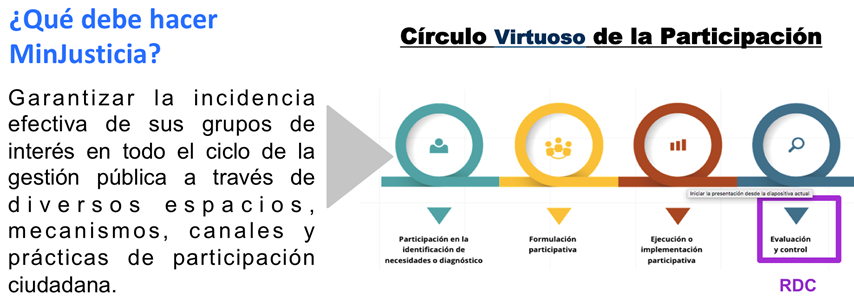 ¿Qué debe hacer
MinJusticia?
Garantizar la incidencia
efectiva de sus grupos de
interés en todo el ciclo de la
gestión pública a través de
diversos espacios,
mecanismos, canales y
prácticas de participación
ciudadana.
Círculo Virtuoso de la Participación
Iniciar la presentación desde la diapositiva actual
Participación en la
identificación de
necesidades o diagnóstico
Formulación
participativa
Ejecución o
implementación
participativa
Evaluación
y control
RDC